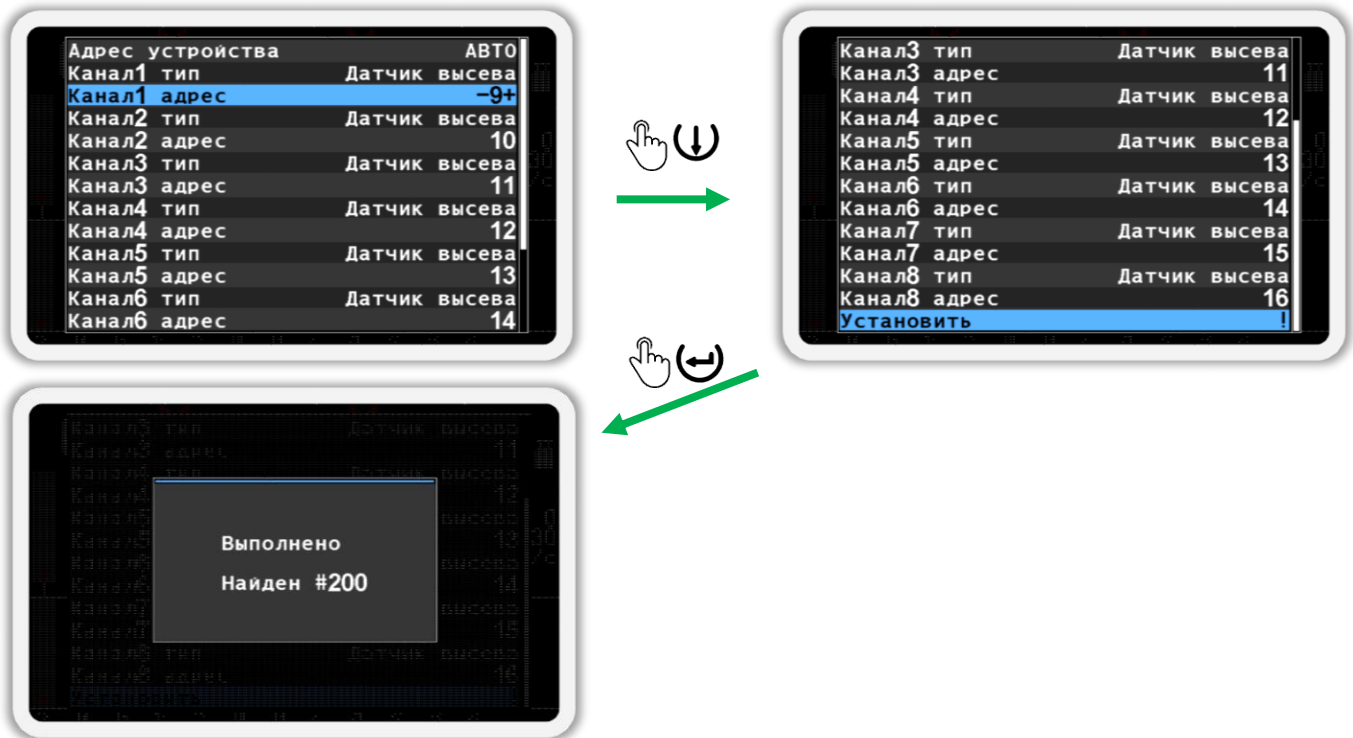 Адрес устройства АВТО
Канал1 тип Датчик высева
Канал1 адрес −9+
Канал2 тип Датчик высева
Канал2 адрес 10
Канал3 тип Датчик высева
Канал3 адрес 11
Канал4 тип Датчик высева
Канал4 адрес 12
Канал5 тип Датчик высева
Канал5 адрес 13
Канал6 тип Датчик высева
Канал6 адрес 14
Канал3 тип Датчик высева
Канал3 адрес 11
Канал4 тип Датчик высева
Канал4 адрес 12
Канал5 тип Датчик высева
Канал5 адрес 13
Канал6 тип Датчик высева
Канал6 адрес 14
Канал7 тип Датчик высева
Канал7 адрес 15
Канал8 тип Датчик высева
Канал8 адрес 16
Установить !
Выполнено
Найден #200